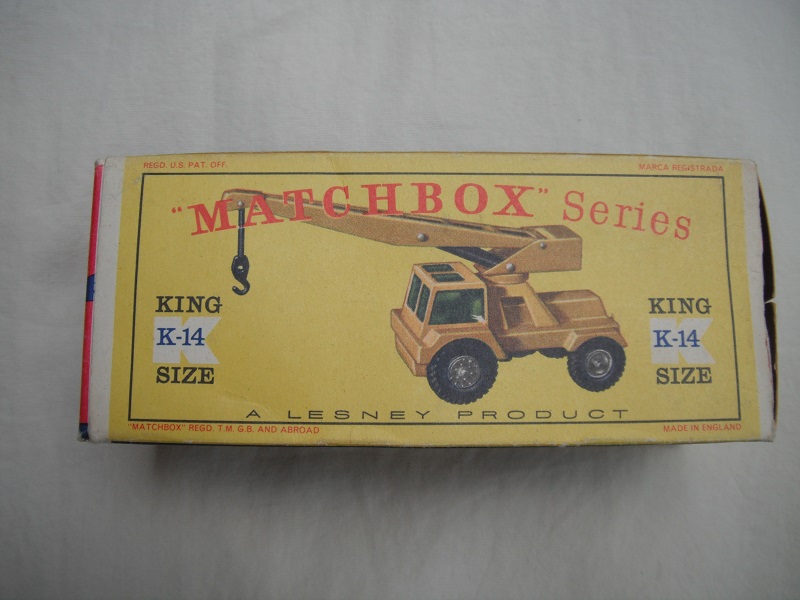 REGD. U.S. PAT. OFF.
MARCA REGISTRADA
"MATCHBOX" Series
KING
K-14
SIZE
KING
K-14
SIZE
A LESNEY PRODUCT
"MATCHBOX" REGD. T.M. G.B. AND ABROAD
MADE IN ENGLAND